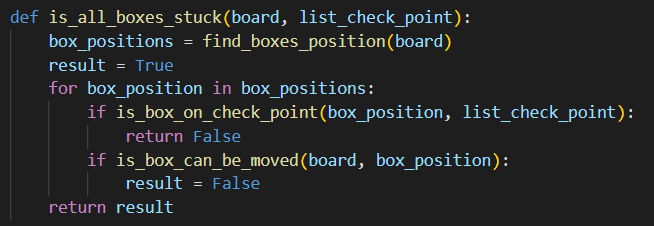 def is_all_boxes_stuck(board, list_check_point):
    box_positions = find_boxes_position(board)
    result = True
    for box_position in box_positions:
        if is_box_on_check_point(box_position, list_check_point):
            return False
        if is_box_can_be_moved(board, box_position):
            result = False
    return result